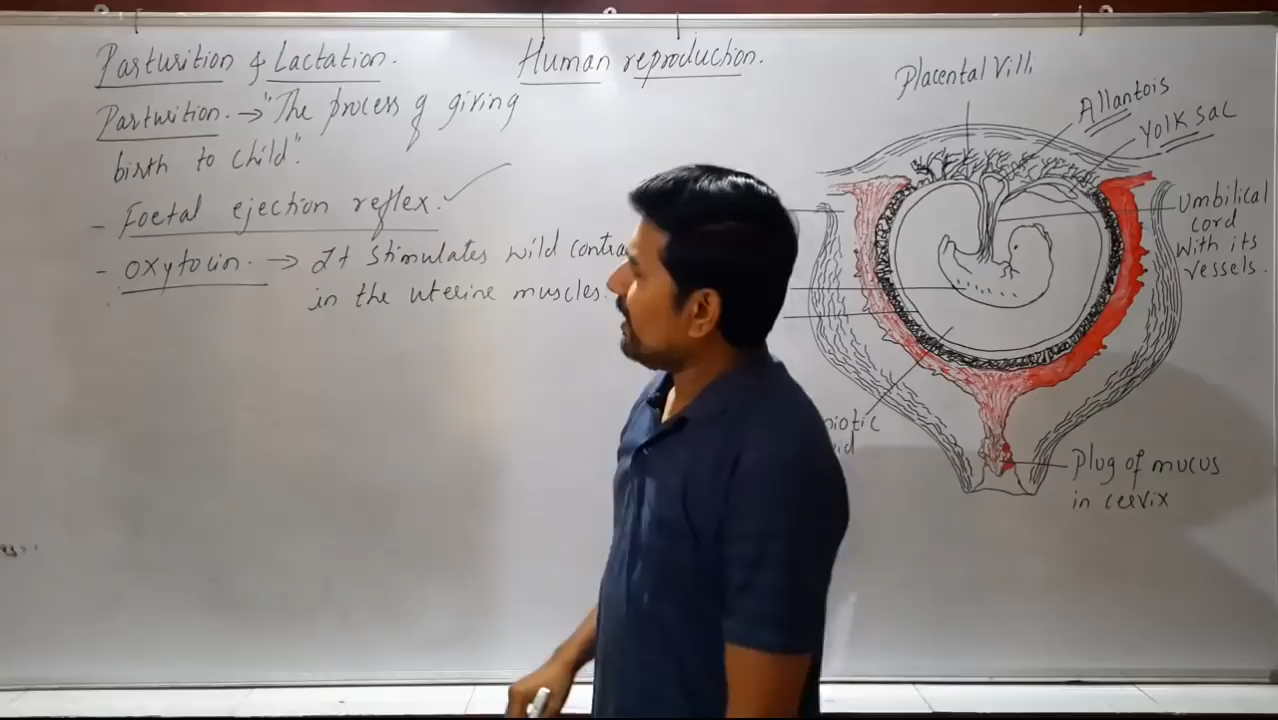 Parturition & Lactation.
Human reproduction.
Parturition. → "The process of giving
birth to child".
- Foetal ejection reflex. ✓
- Oxytocin. → It stimulates wild contra
in the uterine muscles.
Placental Villi
Allantois
Yolk sac
Umbilical
cord
with its
vessels.
Plug of mucus
in cervix